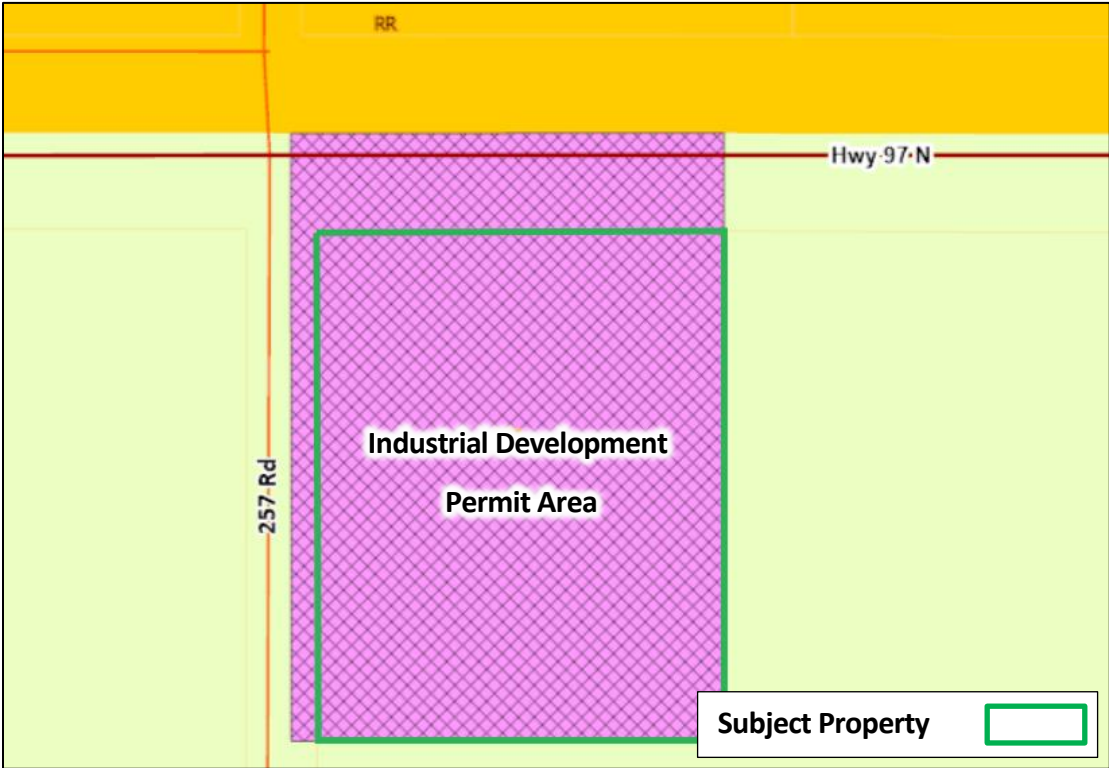 RR
Hwy 97 N
Industrial Development
Permit Area
257 Rd
Subject Property